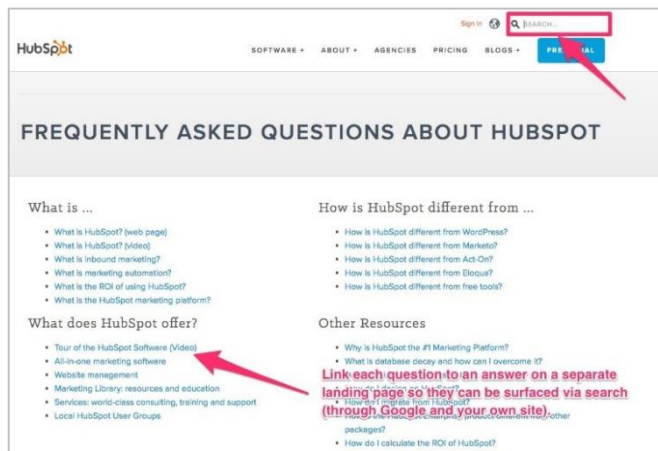 Sign In SEARCH...
HubSpot SOFTWARE + ABOUT + AGENCIES PRICING BLOGS +
FREQUENTLY ASKED QUESTIONS ABOUT HUBSPOT
What is ...
• What is HubSpot? (web page)
• What is HubSpot? (video)
• What is inbound marketing?
• What is marketing automation?
• What is the ROI of using HubSpot?
• What is the HubSpot marketing platform?
How is HubSpot different from ...
• How is HubSpot different from WordPress?
• How is HubSpot different from Marketo?
• How is HubSpot different from Act-On?
• How is HubSpot different from Eloqua?
• How is HubSpot different from free tools?
What does HubSpot offer?
• Tour of the HubSpot Software (Video)
• All-in-one marketing software
• Website management
• Marketing Library: resources and education
• Services: world-class consulting, training and support
• Local HubSpot User Groups
Other Resources
• Why is HubSpot the #1 Marketing Platform?
• What is database decay and how can I overcome it?
Link each question to an answer on a separate
landing page so they can be surfaced via search
(through Google and your own site).
other
packages?
• How do I calculate the ROI of HubSpot?